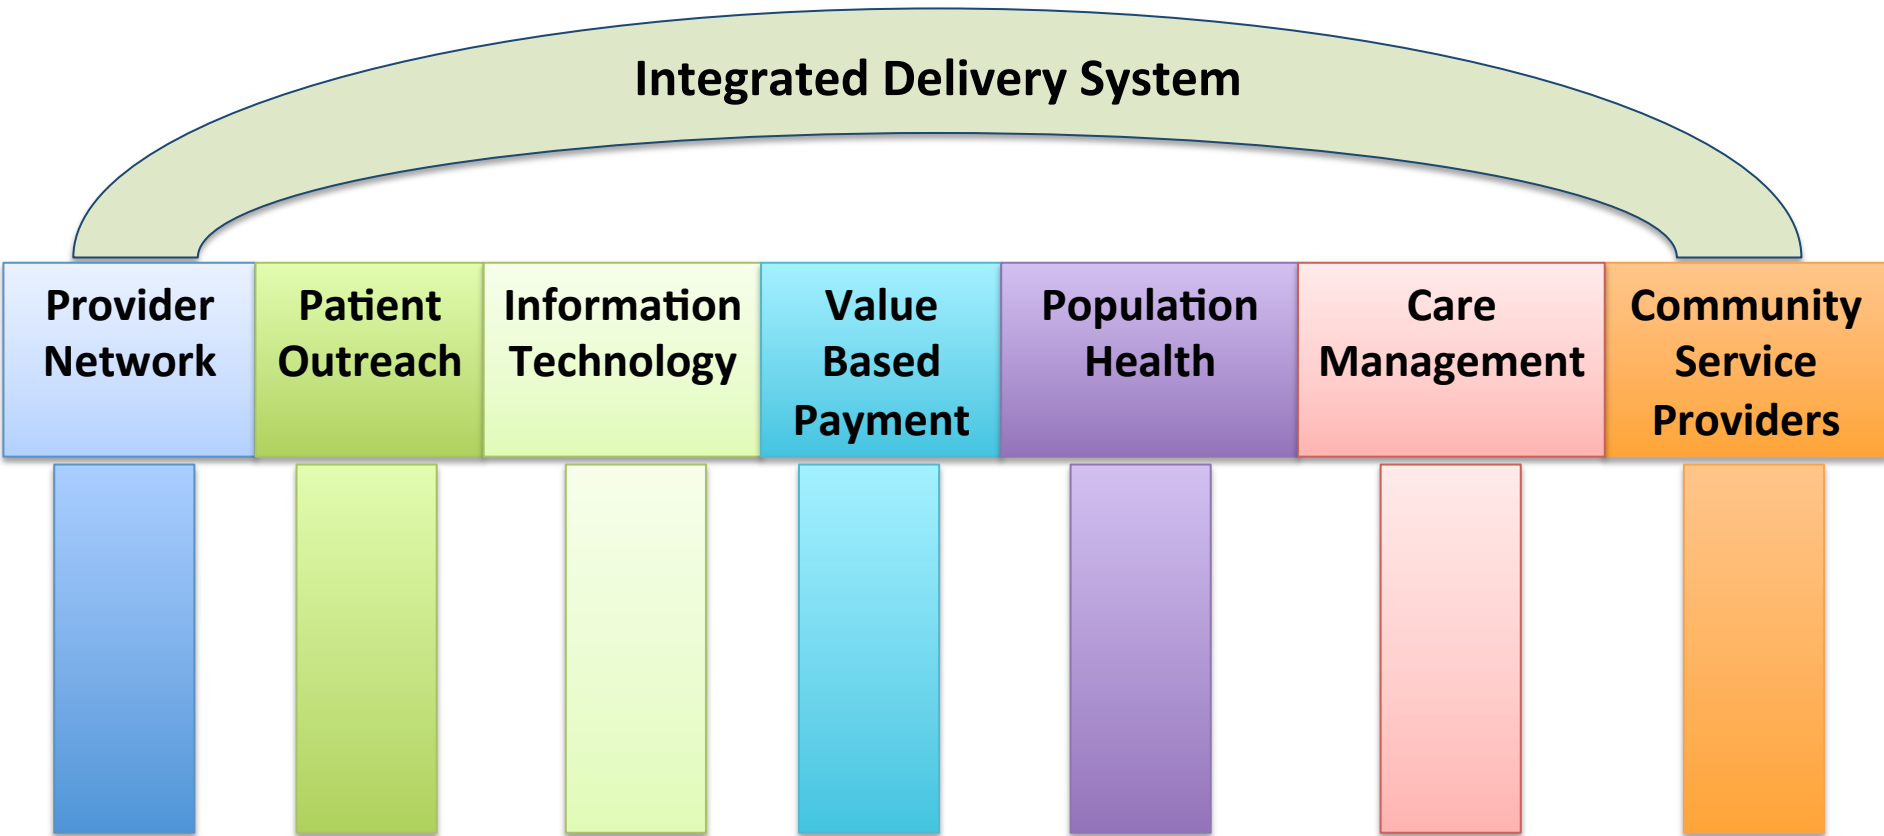 Integrated Delivery System
Provider
Network
Patient
Outreach
Information
Technology
Value
Based
Payment
Population
Health
Care
Management
Community
Service
Providers